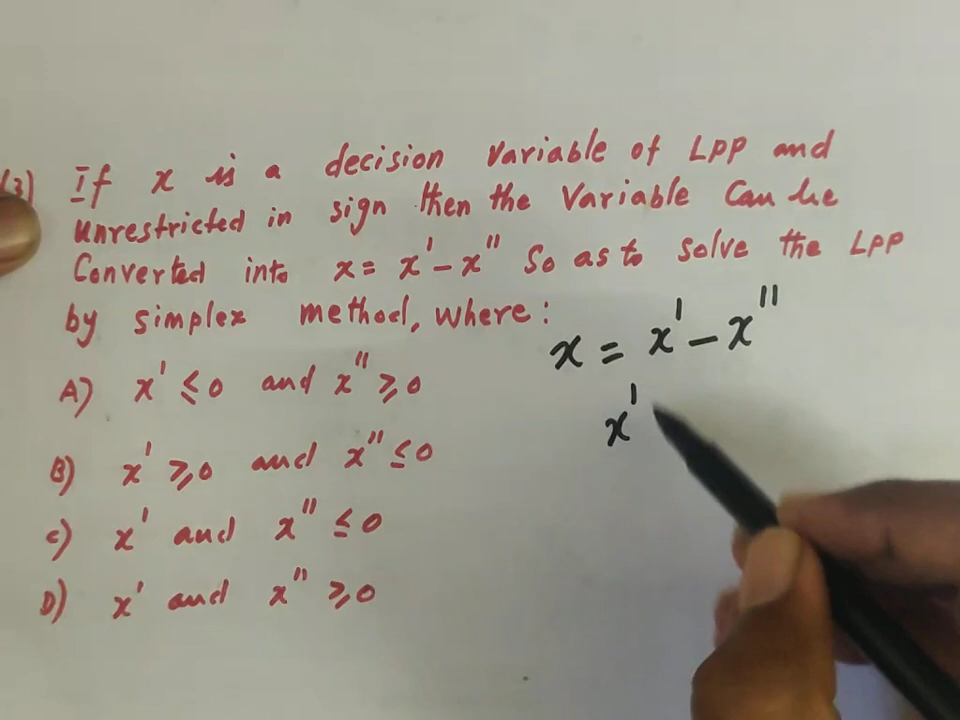 If x is a decision Variable of LPP and
unrestricted in sign then the Variable Can be
Converted into x = x' - x'' So as to solve the LPP
by simplex method, where:
x = x' - x''
A) x' ≤ 0 and x'' ≥ 0
x'
B) x' ≥ 0 and x'' ≤ 0
C) x' and x'' ≤ 0
D) x' and x'' ≥ 0